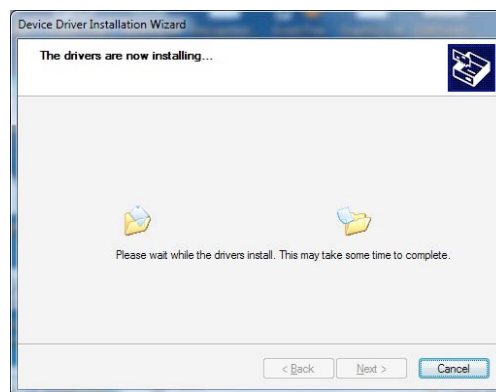 Device Driver Installation Wizard
The drivers are now installing...
Please wait while the drivers install. This may take some time to complete.
< Back
Next >
Cancel